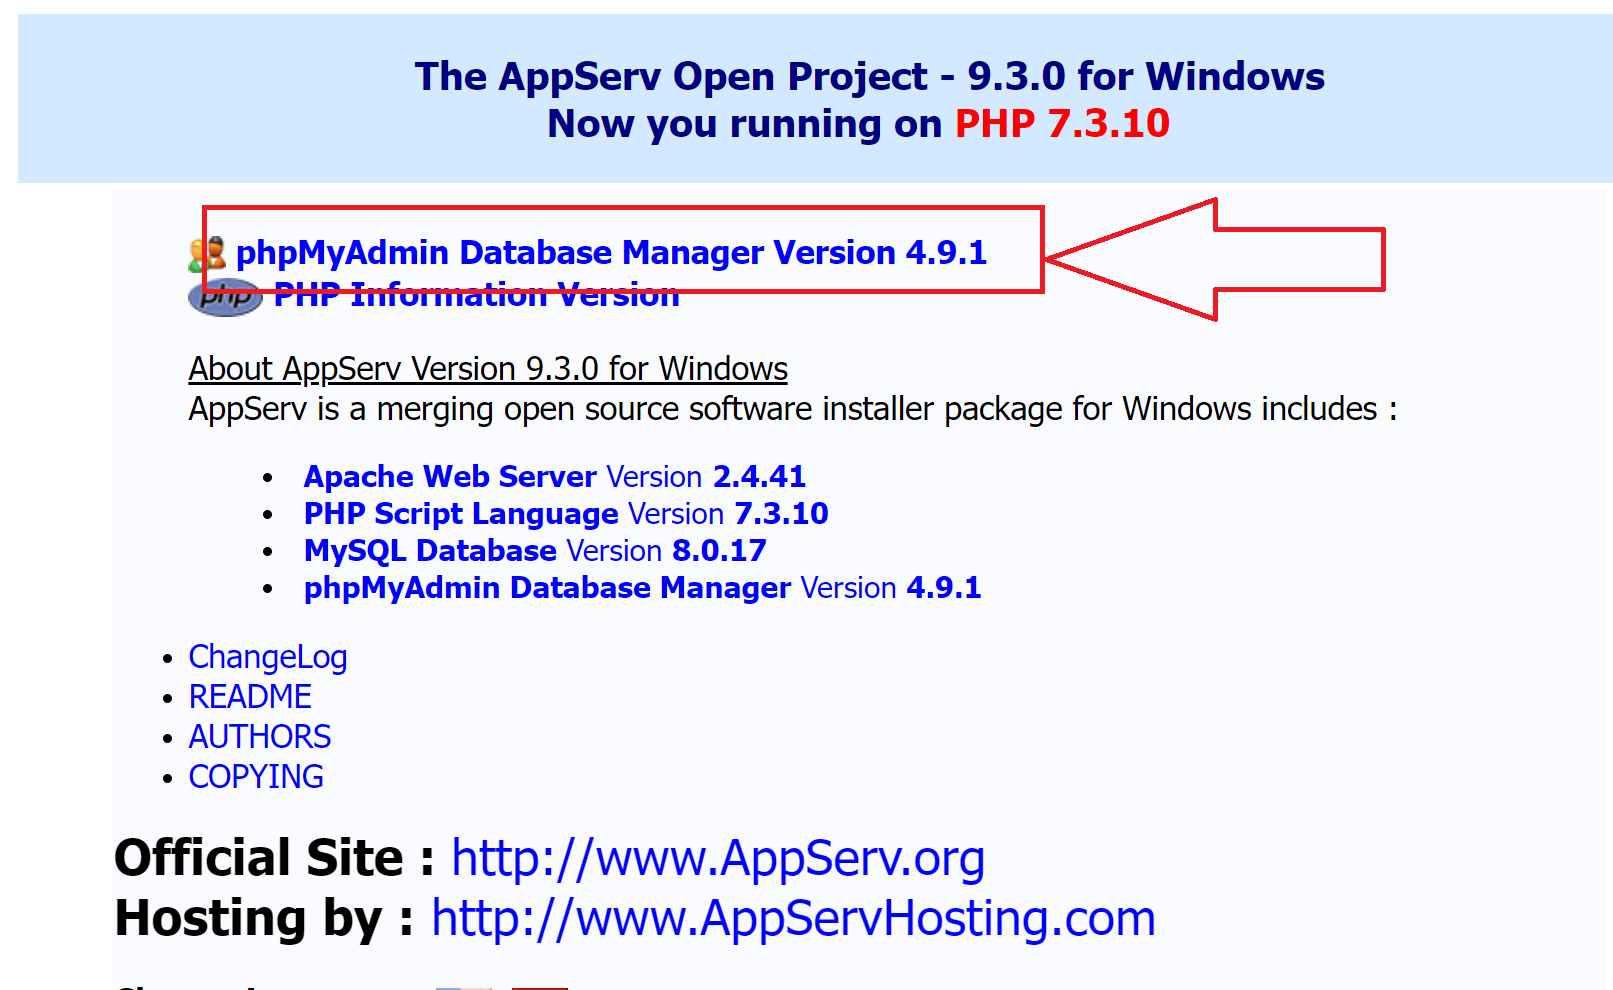 The AppServ Open Project - 9.3.0 for Windows
Now you running on PHP 7.3.10
phpMyAdmin Database Manager Version 4.9.1
php PHP Information Version
About AppServ Version 9.3.0 for Windows
AppServ is a merging open source software installer package for Windows includes :
Apache Web Server Version 2.4.41
PHP Script Language Version 7.3.10
MySQL Database Version 8.0.17
phpMyAdmin Database Manager Version 4.9.1
ChangeLog
README
AUTHORS
COPYING
Official Site : http://www.AppServ.org
Hosting by : http://www.AppServHosting.com